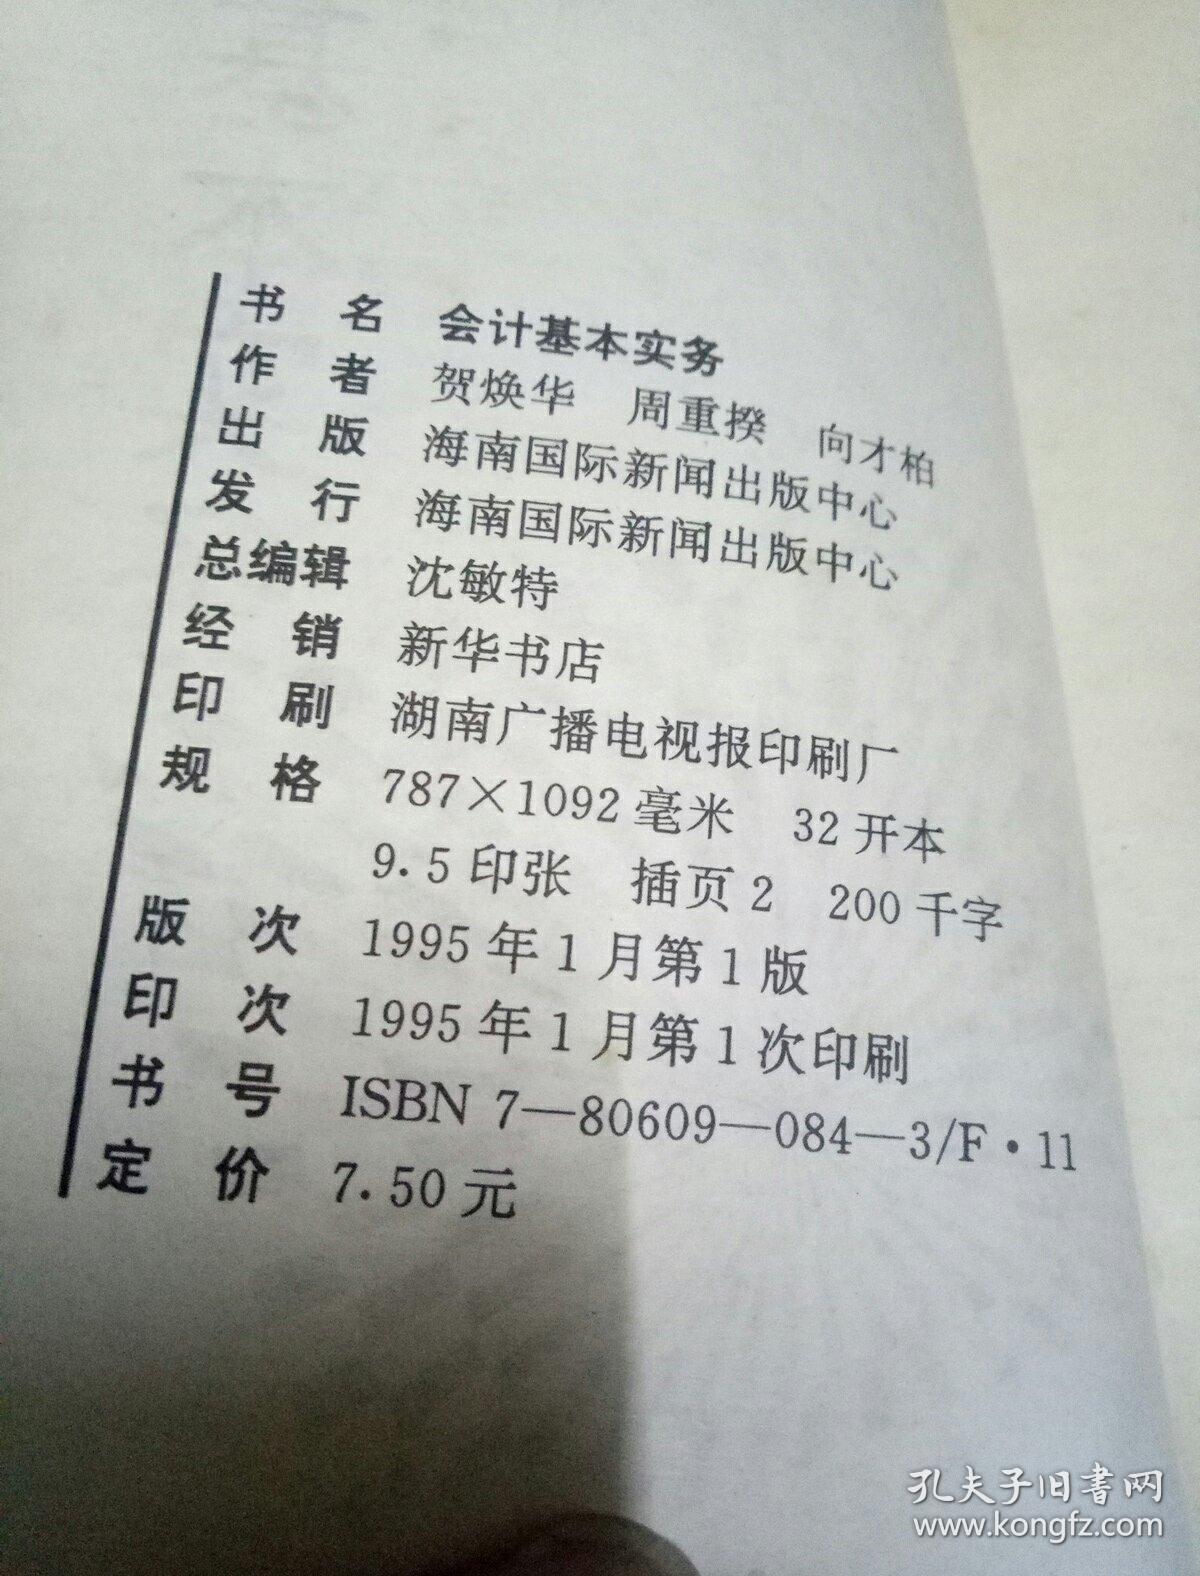 书 名 会计基本实务
作 者 贺焕华 周重揆 向才柏
出 版 海南国际新闻出版中心
发 行 海南国际新闻出版中心
总编辑 沈敏特
经 销 新华书店
印 刷 湖南广播电视报印刷厂
规 格 787×1092毫米 32开本
9.5印张 插页2 200千字
版 次 1995年1月第1版
印 次 1995年1月第1次印刷
书 号 ISBN 7—80609—084—3/F·11
定 价 7.50元
孔夫子旧书网
www.kongfz.com